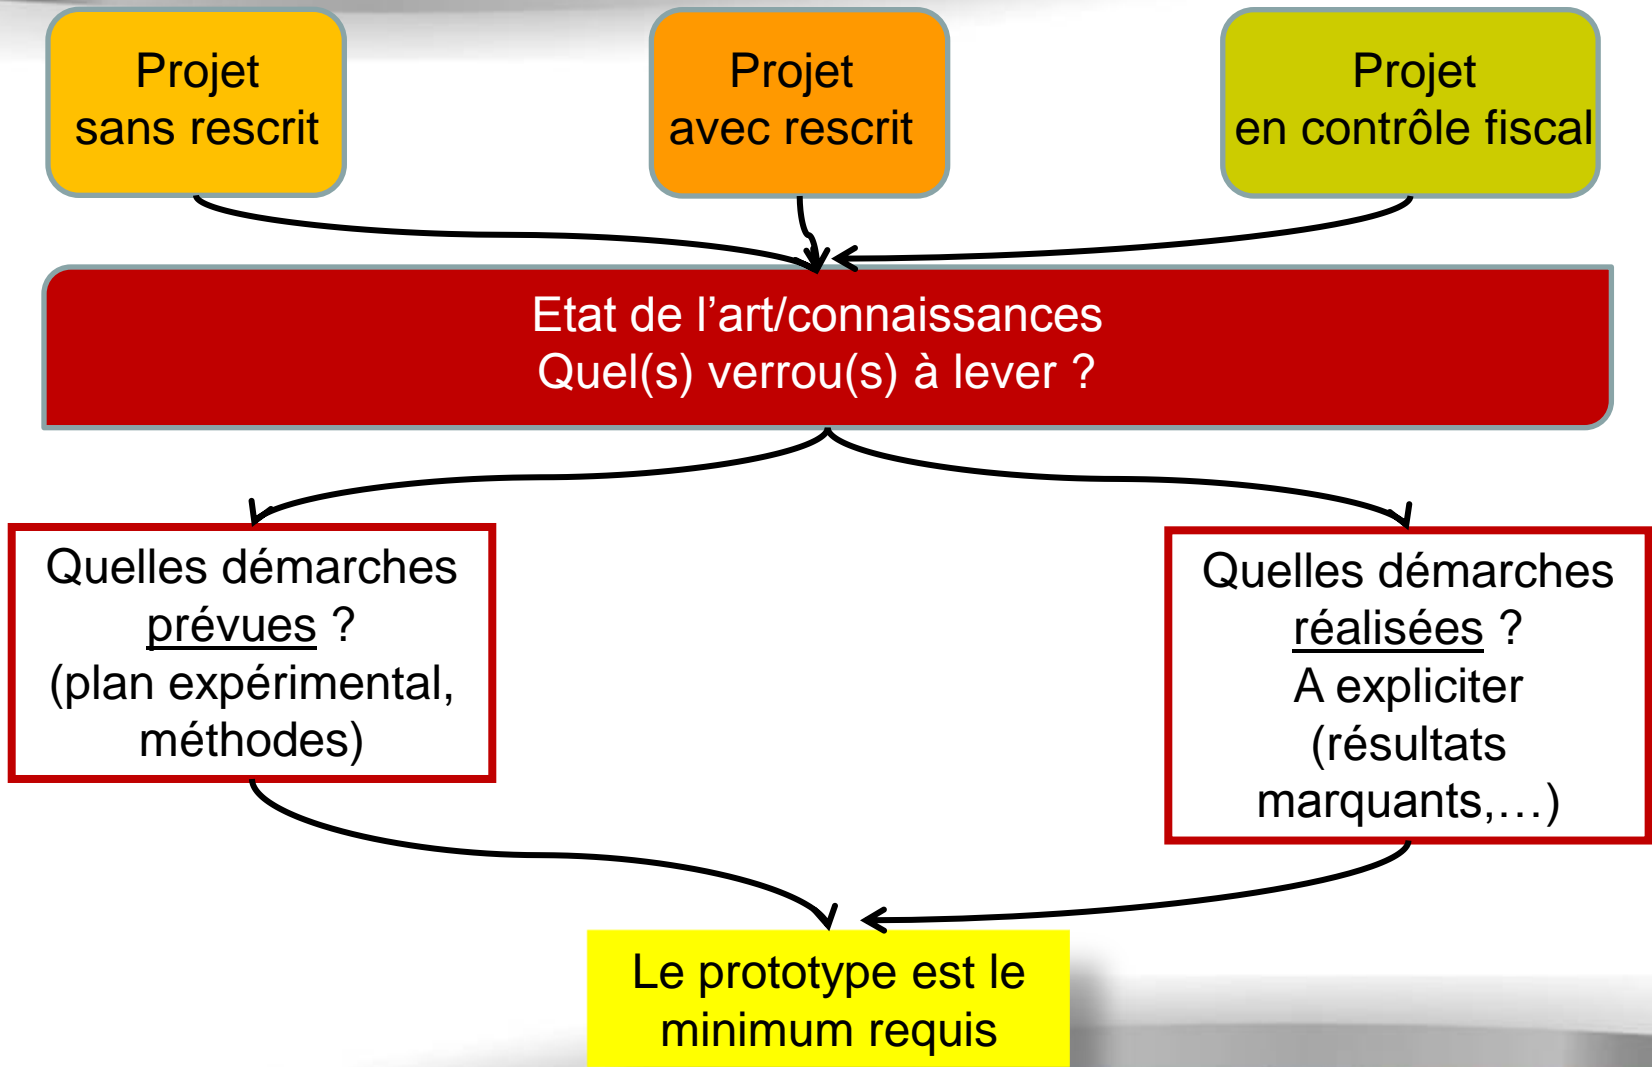 Projet
sans rescrit
Projet
avec rescrit
Projet
en contrôle fiscal
Etat de l’art/connaissances
Quel(s) verrou(s) à lever ?
Quelles démarches
prévues ?
(plan expérimental,
méthodes)
Quelles démarches
réalisées ?
A expliciter
(résultats
marquants,…)
Le prototype est le
minimum requis